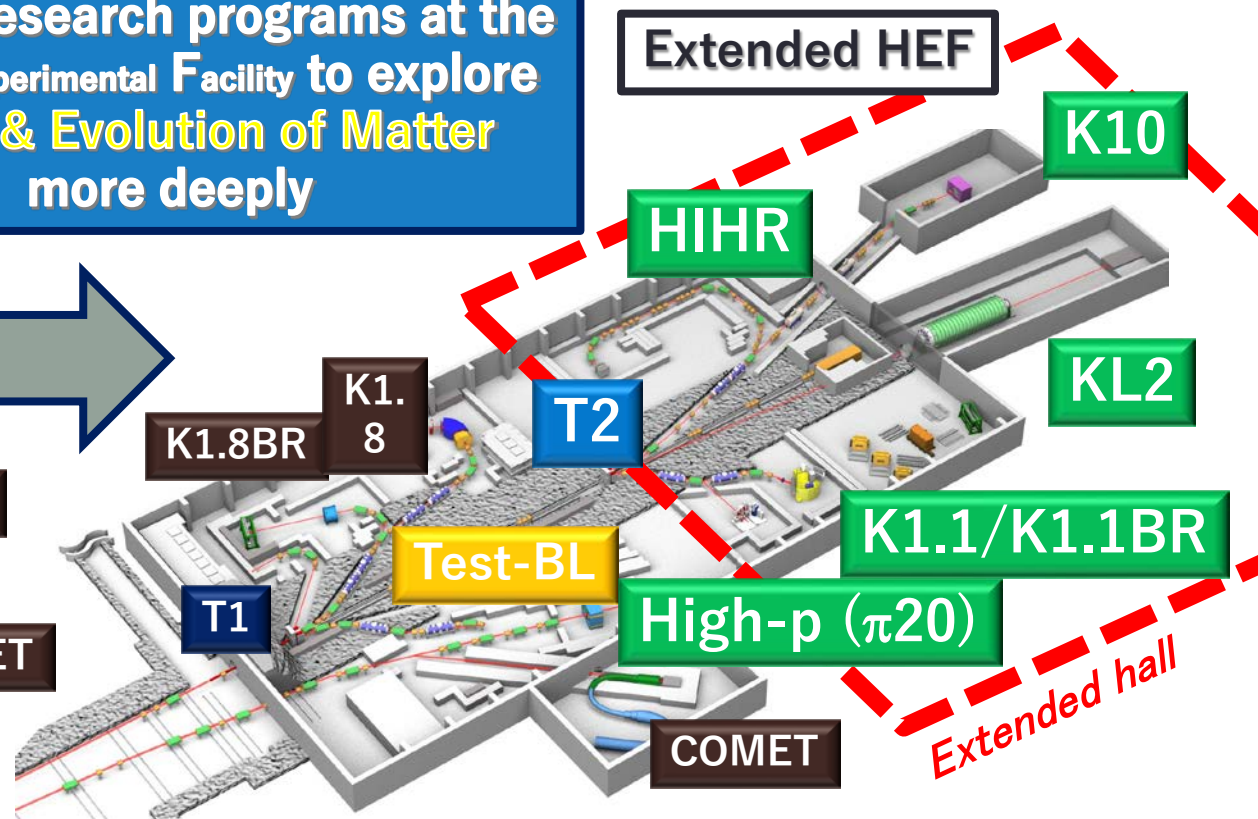 esearch programs at the
perimental Facility to explore
& Evolution of Matter
more deeply
Extended HEF
K10
HIHR
KL2
K1.
8
T2
K1.8BR
K1.1/K1.1BR
Test-BL
T1
High-p (π20)
ET
Extended hall
COMET